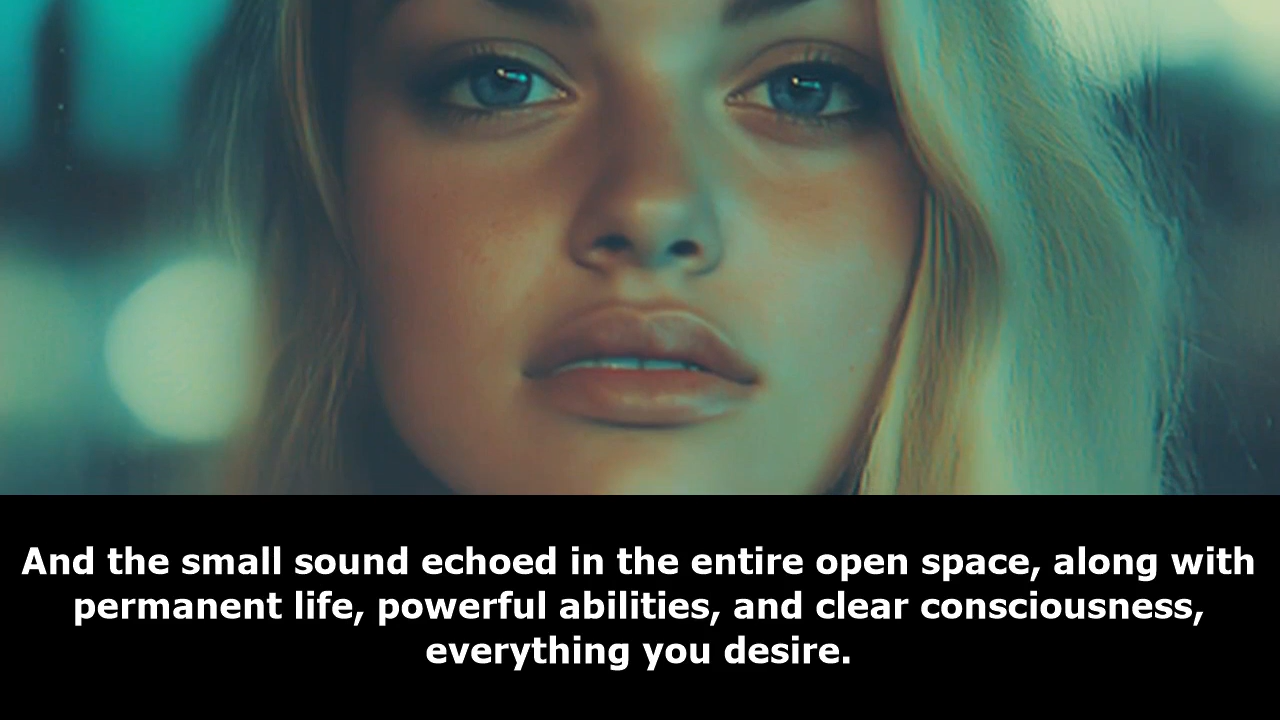 And the small sound echoed in the entire open space, along with
permanent life, powerful abilities, and clear consciousness,
everything you desire.